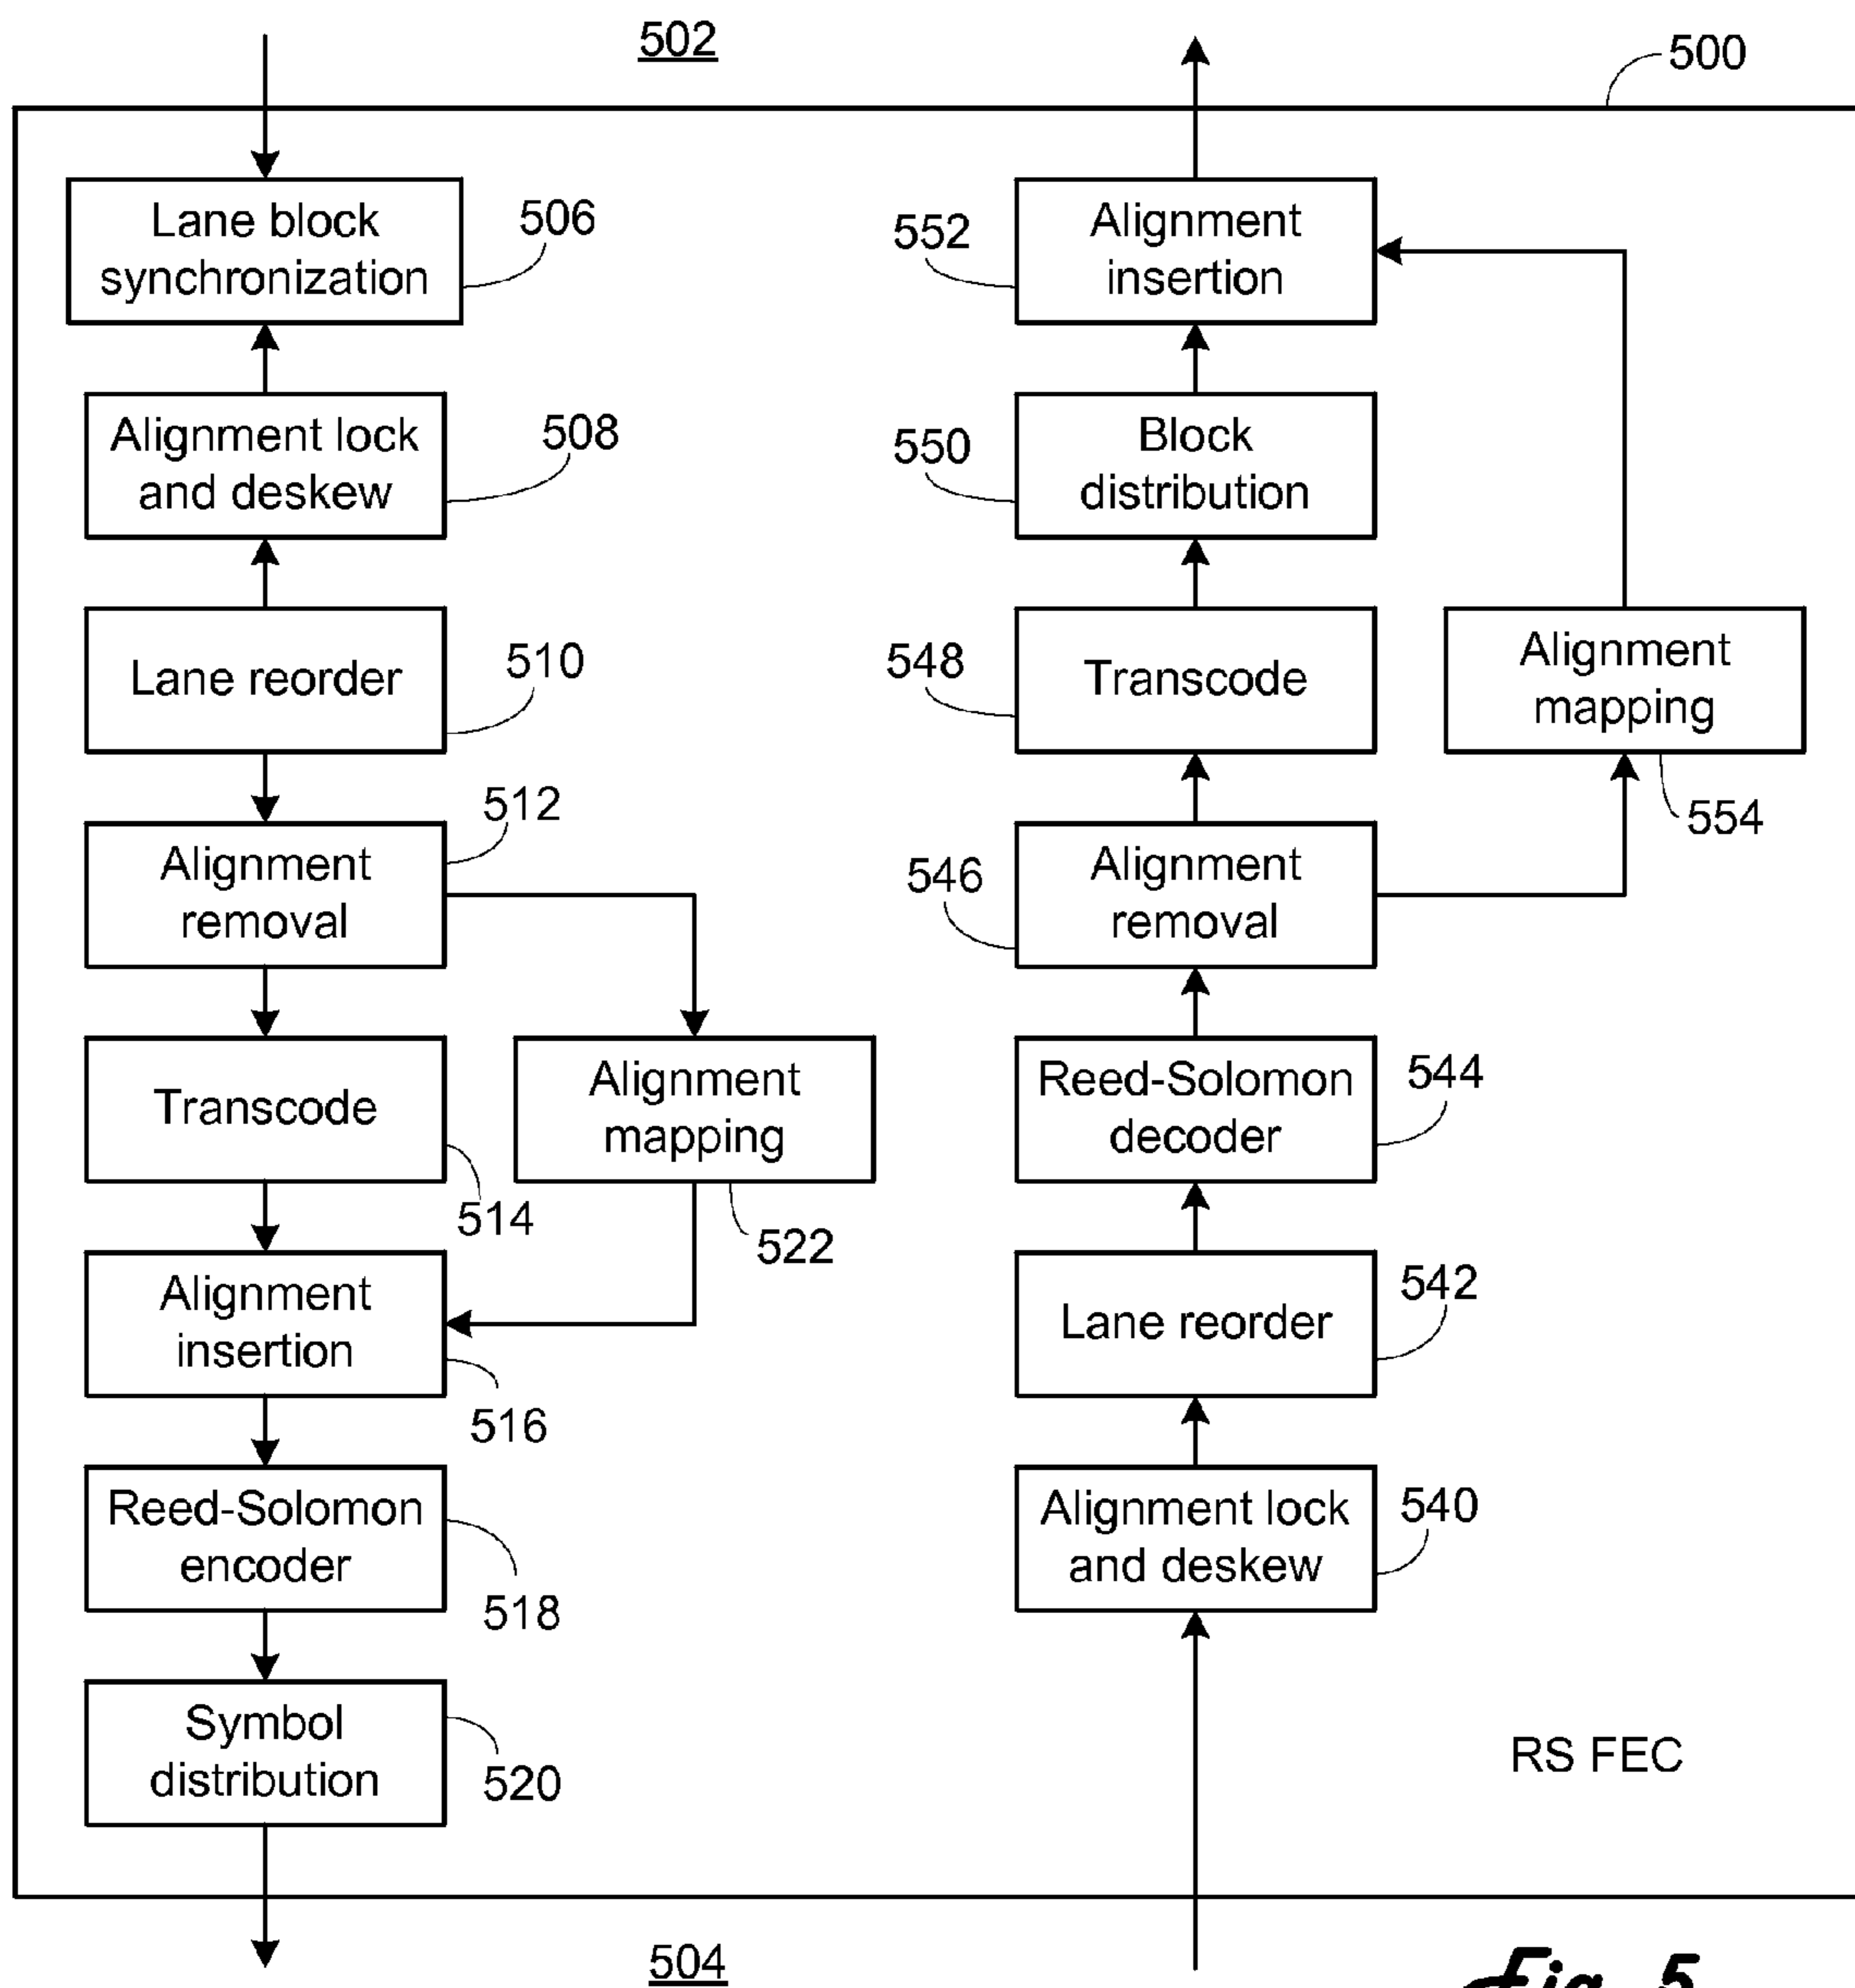 502
500
Lane block
synchronization
506
Alignment lock
and deskew
508
Lane reorder
510
Alignment
removal
512
Transcode
514
Alignment
mapping
522
Alignment
insertion
516
Reed-Solomon
encoder
518
Symbol
distribution
520
552
Alignment
insertion
550
Block
distribution
548
Transcode
Alignment
mapping
554
546
Alignment
removal
Reed-Solomon
decoder
544
Lane reorder
542
Alignment lock
and deskew
540
RS FEC
504
Fig. 5